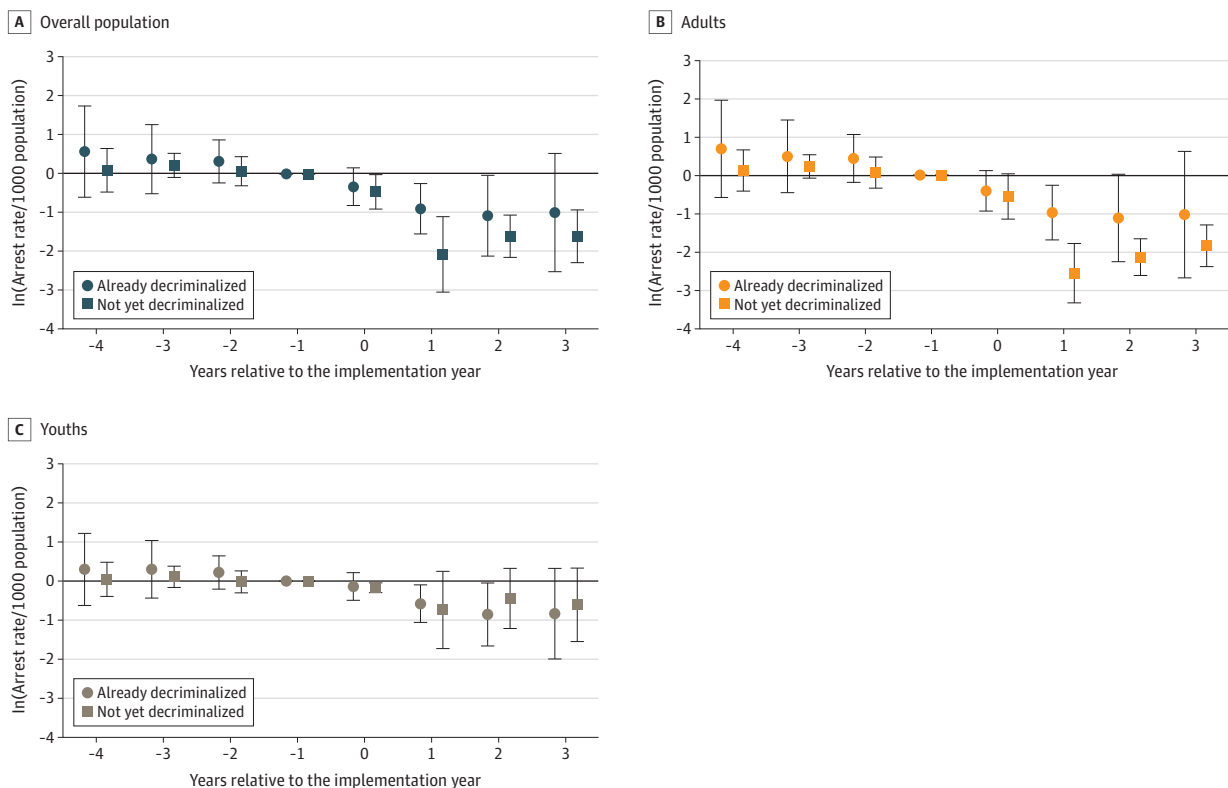 A Overall population
ln(Arrest rate/1000 population)
3
2
1
0
-1
-2
-3
-4
Already decriminalized
Not yet decriminalized
-4 -3 -2 -1 0 1 2 3
Years relative to the implementation year
B Adults
ln(Arrest rate/1000 population)
3
2
1
0
-1
-2
-3
-4
Already decriminalized
Not yet decriminalized
-4 -3 -2 -1 0 1 2 3
Years relative to the implementation year
C Youths
ln(Arrest rate/1000 population)
3
2
1
0
-1
-2
-3
-4
Already decriminalized
Not yet decriminalized
-4 -3 -2 -1 0 1 2 3
Years relative to the implementation year